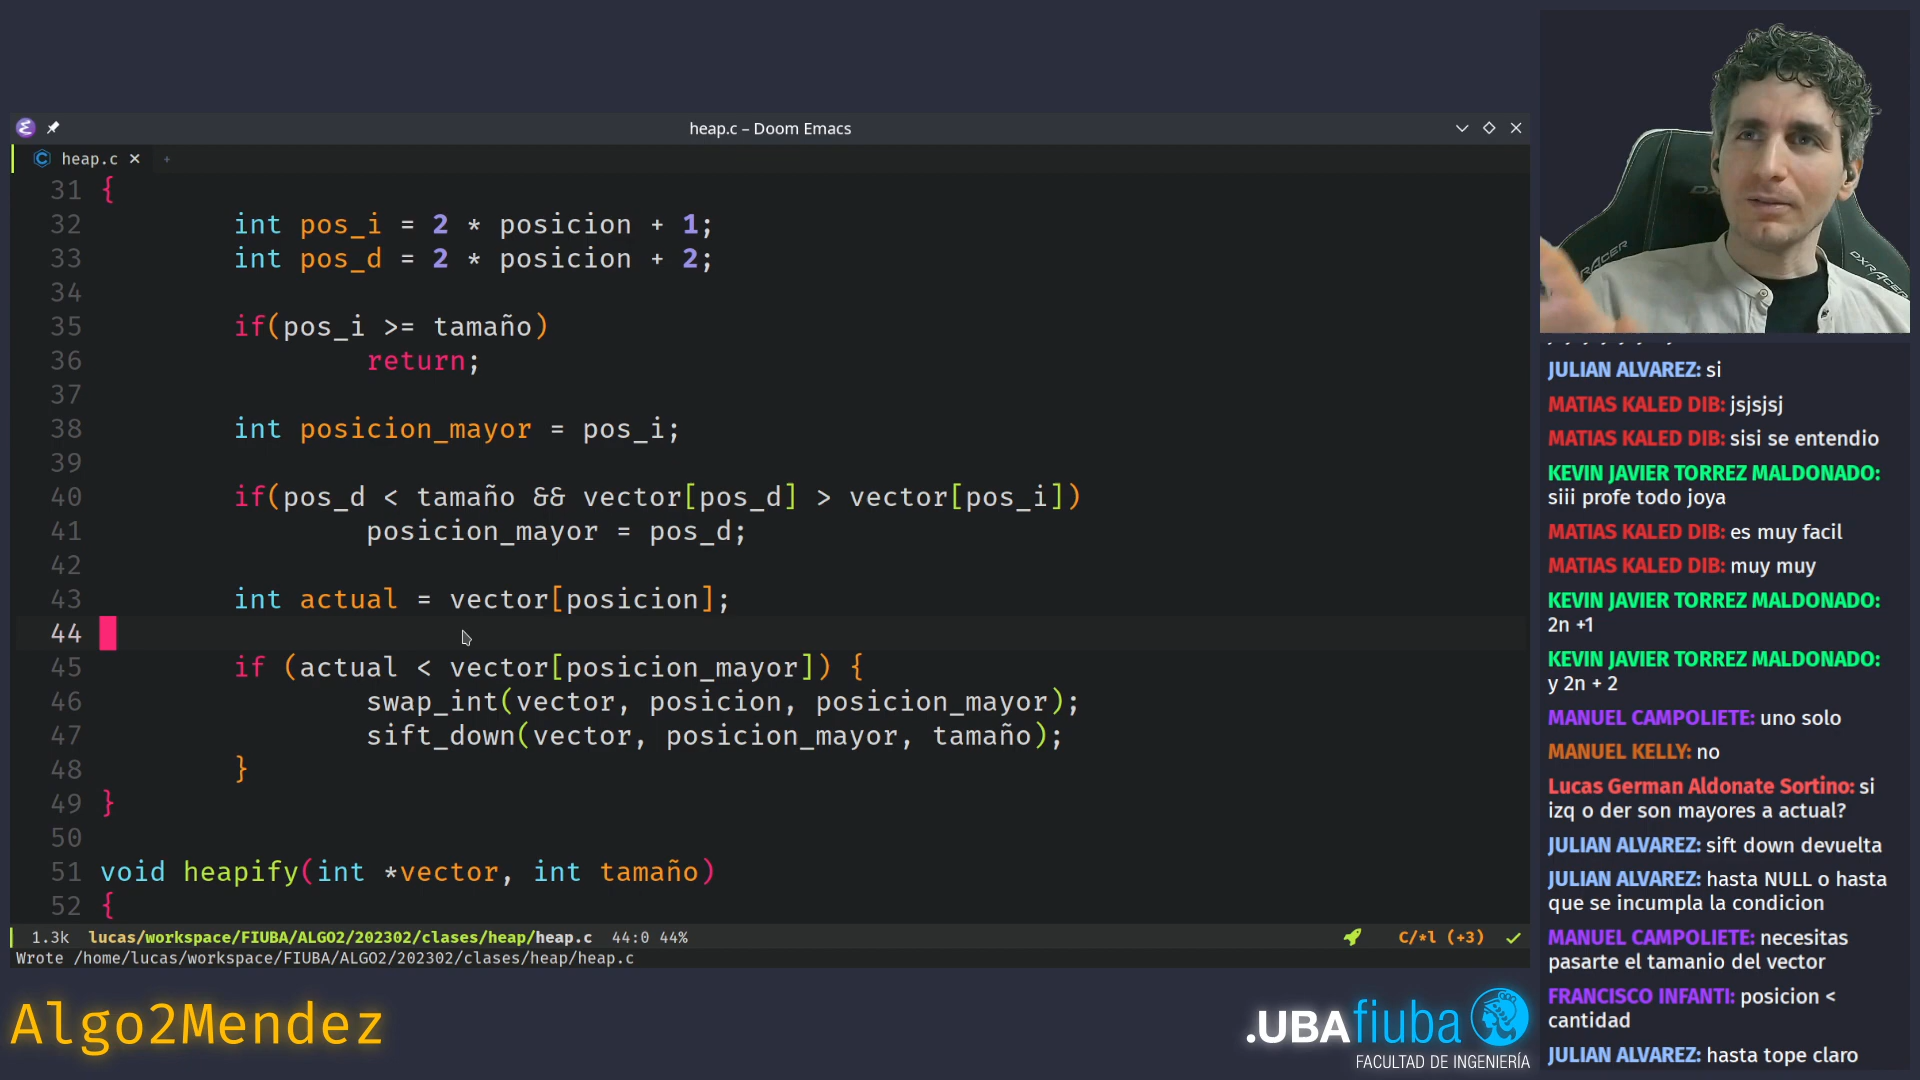 heap.c – Doom Emacs
heap.c
31 {
32 int pos_i = 2 * posicion + 1;
33 int pos_d = 2 * posicion + 2;
34
35 if(pos_i >= tamaño)
36 return;
37
38 int posicion_mayor = pos_i;
39
40 if(pos_d < tamaño && vector[pos_d] > vector[pos_i])
41 posicion_mayor = pos_d;
42
43 int actual = vector[posicion];
44
45 if (actual < vector[posicion_mayor]) {
46 swap_int(vector, posicion, posicion_mayor);
47 sift_down(vector, posicion_mayor, tamaño);
48 }
49 }
50
51 void heapify(int *vector, int tamaño)
52 {
1.3k lucas/workspace/FIUBA/ALGO2/202302/clases/heap/heap.c 44:0 44% C/*l (+3)
Wrote /home/lucas/workspace/FIUBA/ALGO2/202302/clases/heap/heap.c
Algo2Mendez
.UBAfiuba
FACULTAD DE INGENIERÍA
DXRACER
JULIAN ALVAREZ: si
MATIAS KALED DIB: jsjsjsj
MATIAS KALED DIB: sisi se entendio
KEVIN JAVIER TORREZ MALDONADO:
siii profe todo joya
MATIAS KALED DIB: es muy facil
MATIAS KALED DIB: muy muy
KEVIN JAVIER TORREZ MALDONADO:
2n +1
KEVIN JAVIER TORREZ MALDONADO:
y 2n + 2
MANUEL CAMPOLIETE: uno solo
MANUEL KELLY: no
Lucas German Aldonate Sortino: si
izq o der son mayores a actual?
JULIAN ALVAREZ: sift down devuelta
JULIAN ALVAREZ: hasta NULL o hasta
que se incumpla la condicion
MANUEL CAMPOLIETE: necesitas
pasarte el tamanio del vector
FRANCISCO INFANTI: posicion <
cantidad
JULIAN ALVAREZ: hasta tope claro